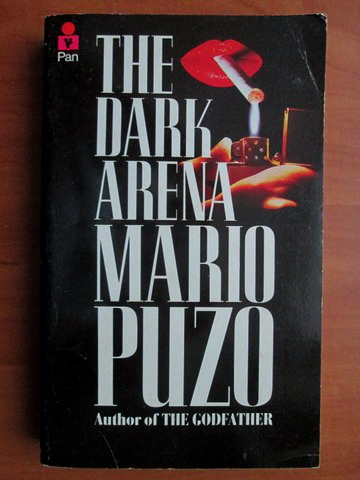 Pan
THE
DARK
ARENA
MARIO
PUZO
Author of THE GODFATHER